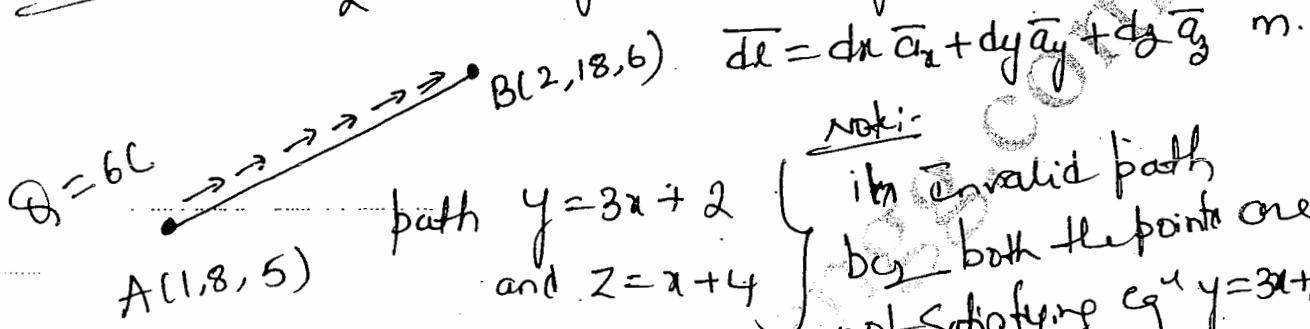 2
B(2,18,6) dl = dx ax + dy ay + dz az m.
Q = 6C
Note:-
path y = 3x + 2
its invalid path
and z = x + 4
bcz both the points are
A(1,8,5)
not satisfying eqn y = 3x+